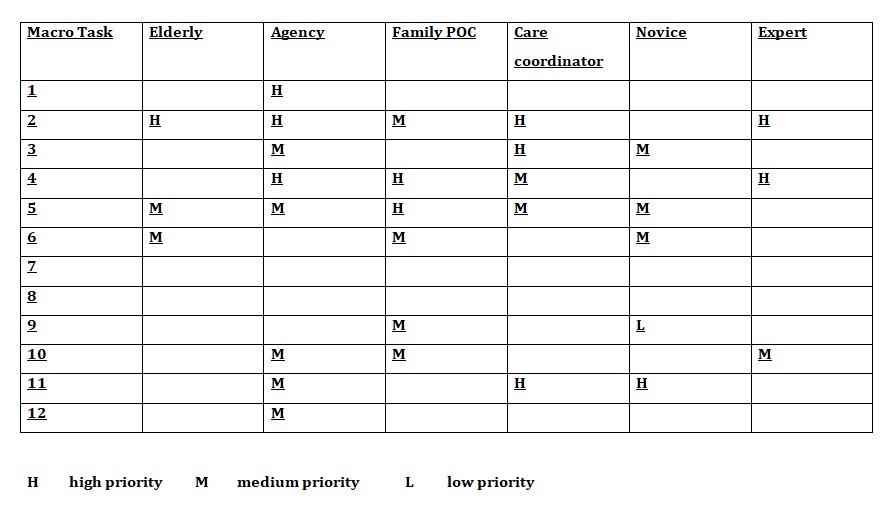 Macro Task Elderly Agency Family POC Care Novice Expert
coordinator
1 H
2 H H M H H
3 M H M
4 H H M H
5 M M H M M
6 M M M
7
8
9 M L
10 M M M
11 M H H
12 M
H high priority M medium priority L low priority